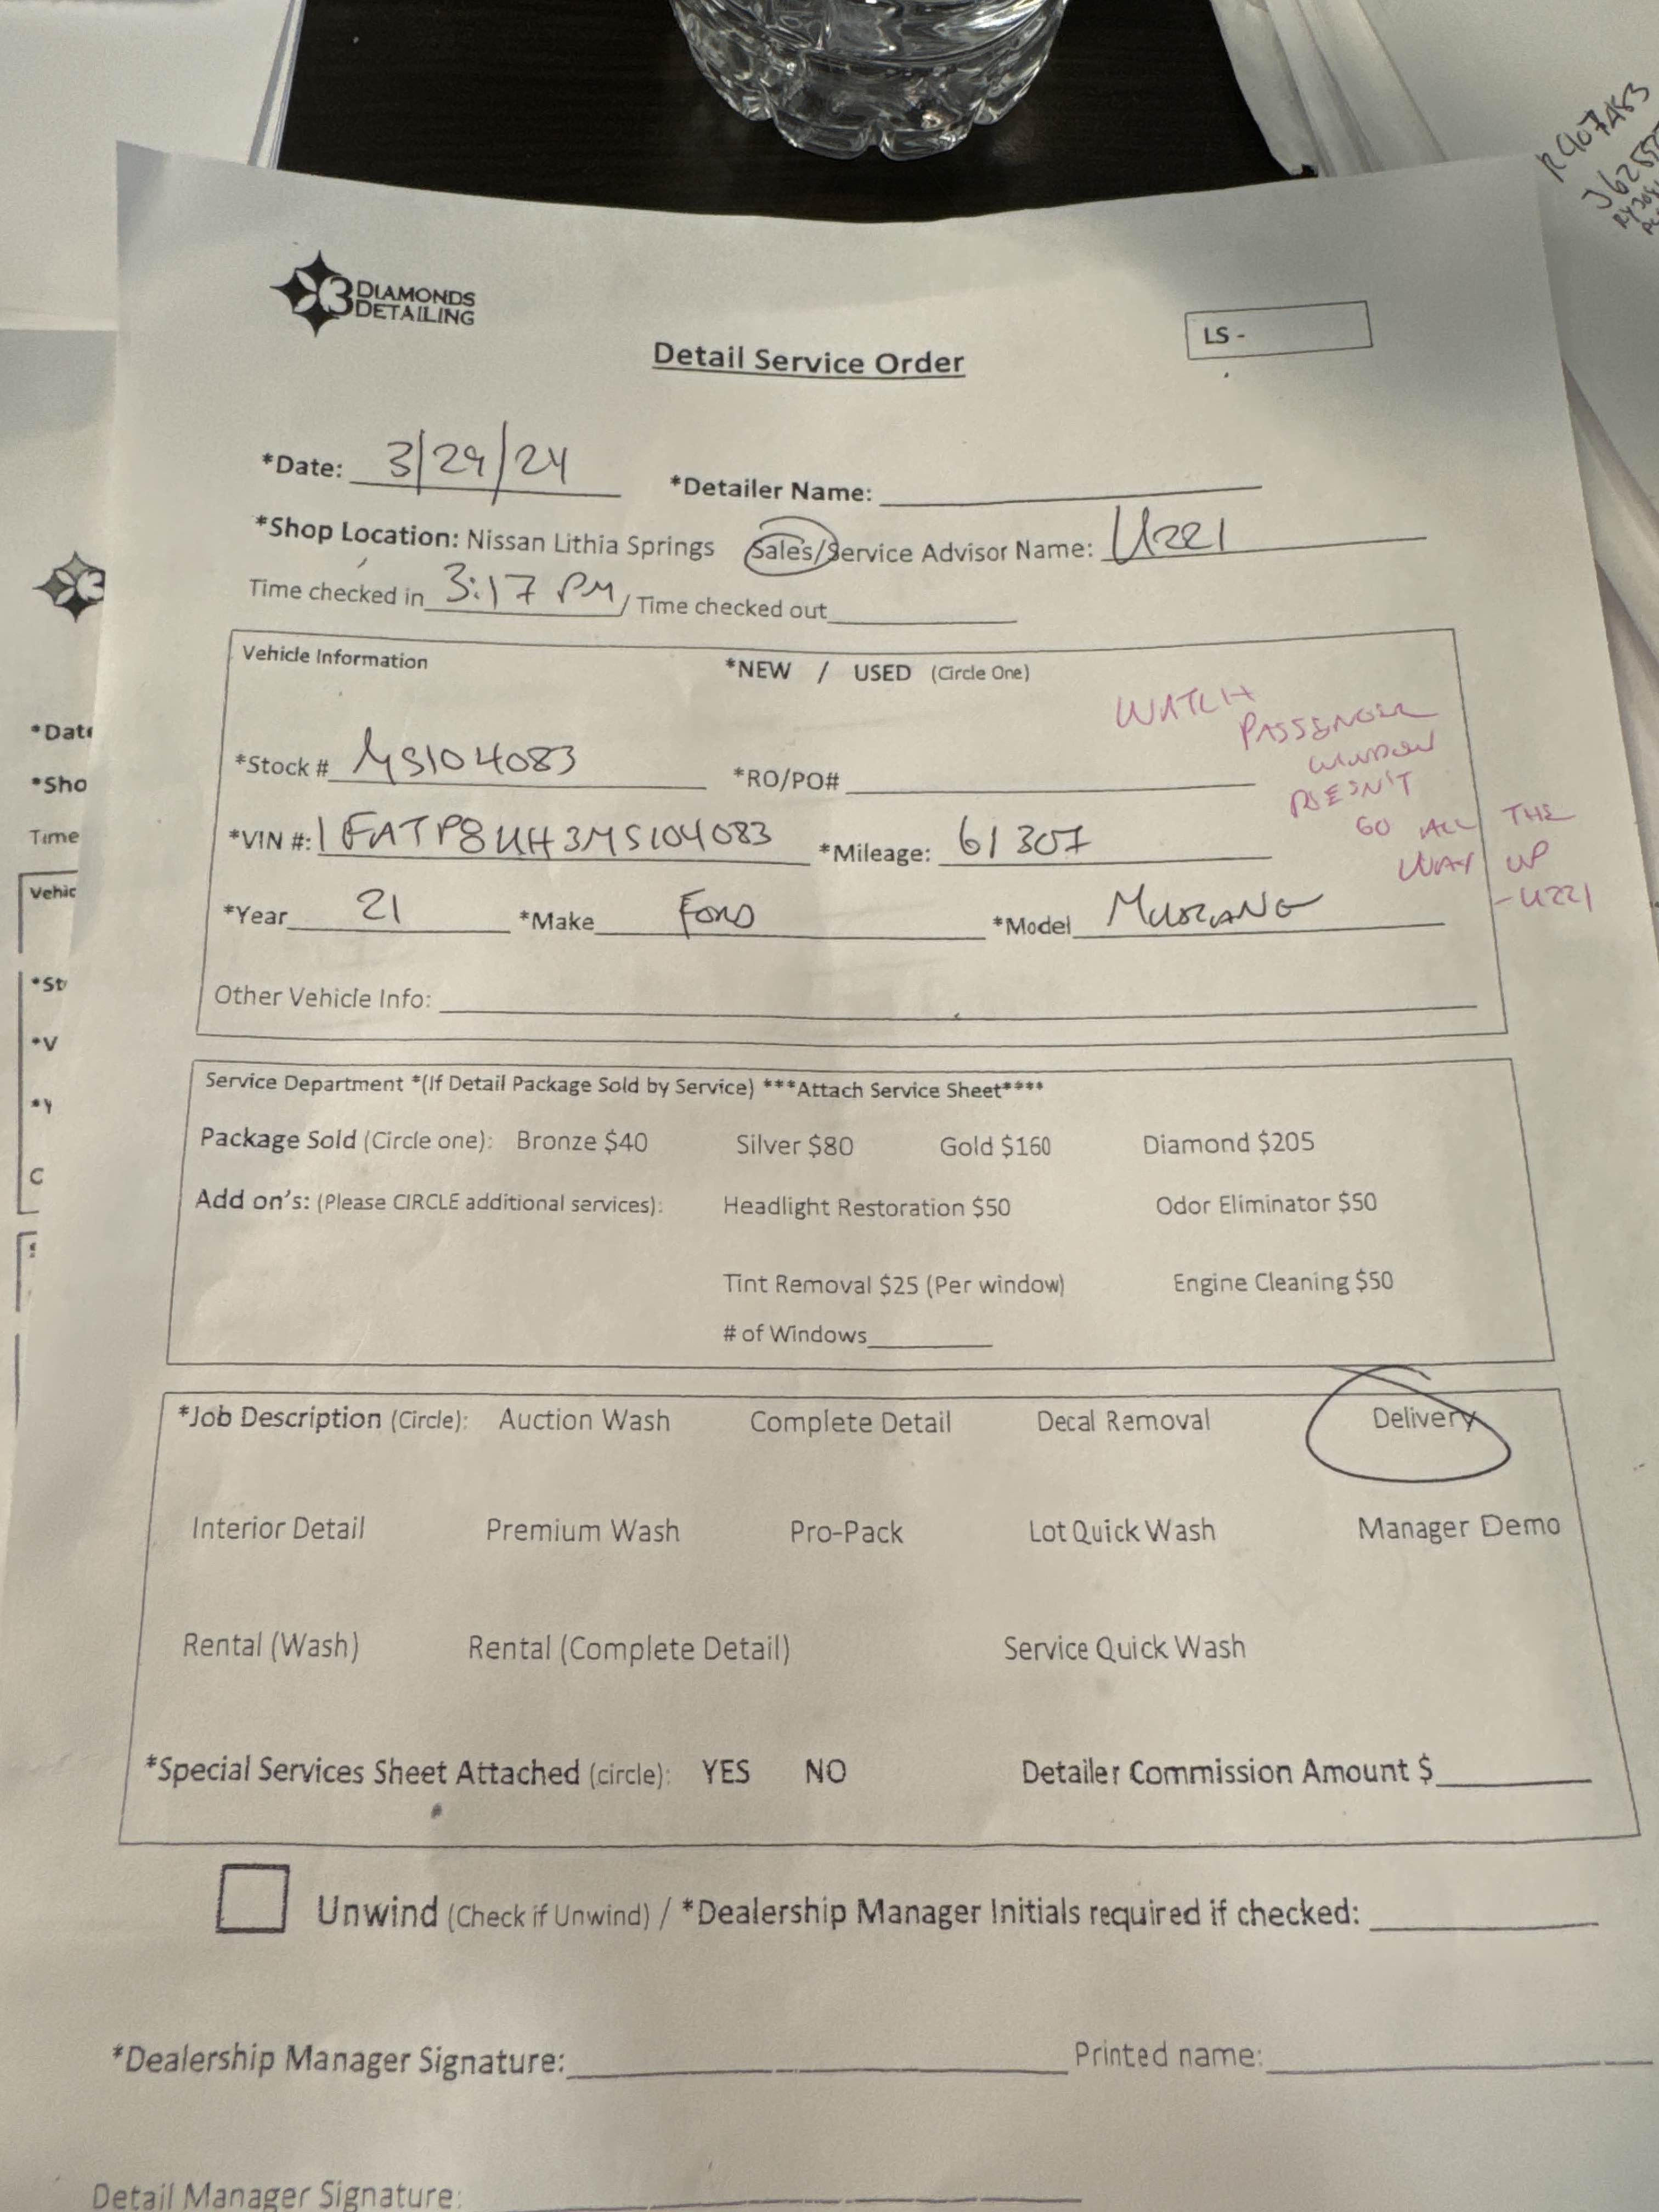 R907483
3 DIAMONDS
DETAILING
LS -
Detail Service Order
*Date: 3/29/24 *Detailer Name:
*Shop Location: Nissan Lithia Springs Sales/Service Advisor Name: Uzzi
Time checked in 3:17 PM / Time checked out
Vehicle Information *NEW / USED (Circle One)
WATCH
PASSENGER
WINDOW
DOESN'T
GO ALL THE
WAY UP
- UZZI
*Stock # MS104083 *RO/PO#
*VIN #: 1FATP8UH3MS104083 *Mileage: 61307
*Year 21 *Make FORD *Model MUSTANG
Other Vehicle Info:
Service Department *(If Detail Package Sold by Service) ***Attach Service Sheet****
Package Sold (Circle one): Bronze $40 Silver $80 Gold $160 Diamond $205
Add on's: (Please CIRCLE additional services): Headlight Restoration $50 Odor Eliminator $50
Tint Removal $25 (Per window) Engine Cleaning $50
# of Windows
*Job Description (Circle): Auction Wash Complete Detail Decal Removal Delivery
Interior Detail Premium Wash Pro-Pack Lot Quick Wash Manager Demo
Rental (Wash) Rental (Complete Detail) Service Quick Wash
*Special Services Sheet Attached (circle): YES NO Detailer Commission Amount $
Unwind (Check if Unwind) / *Dealership Manager Initials required if checked:
*Dealership Manager Signature: Printed name:
Detail Manager Signature:
3
*Date
*Sho
Time
Vehic
*St
*V
*Y